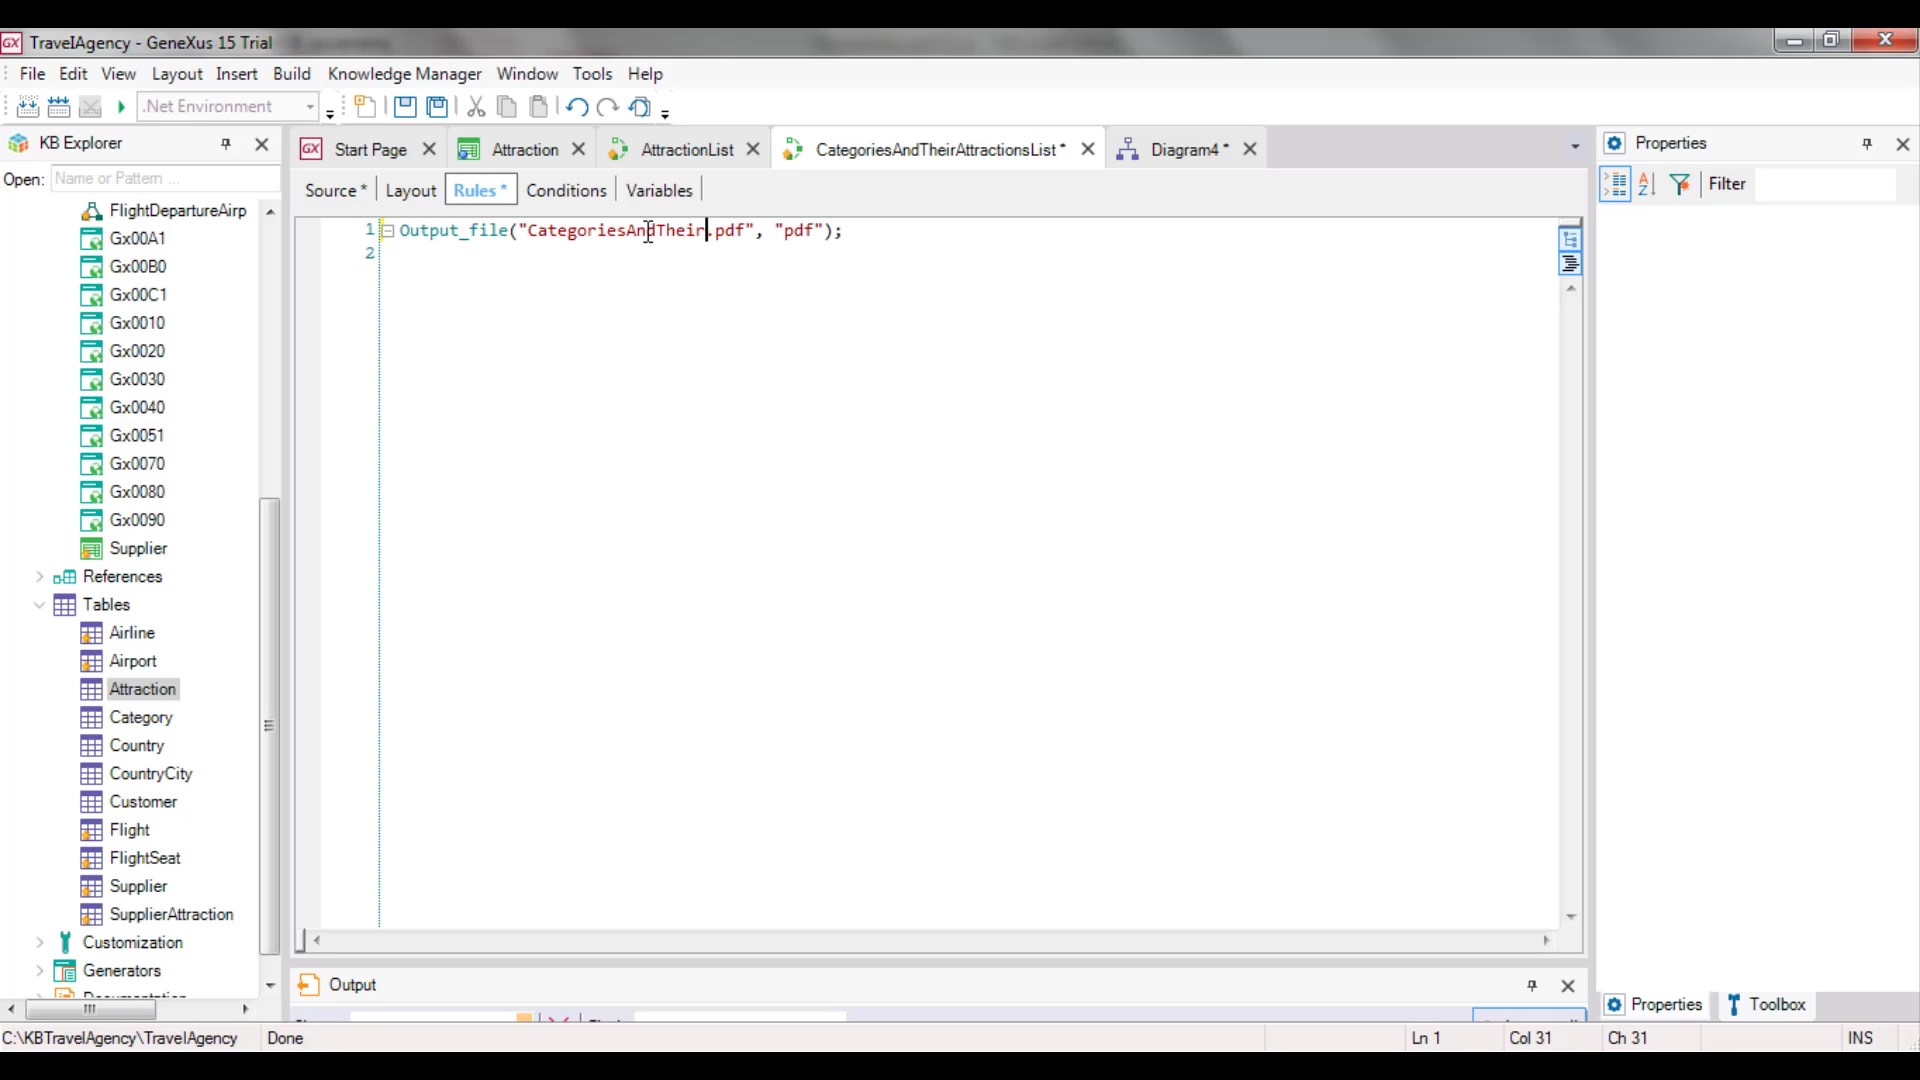 TravelAgency - GeneXus 15 Trial
File Edit View Layout Insert Build Knowledge Manager Window Tools Help
.Net Environment
KB Explorer
Open: Name or Pattern ...
FlightDepartureAirp
Gx00A1
Gx00B0
Gx00C1
Gx0010
Gx0020
Gx0030
Gx0040
Gx0051
Gx0070
Gx0080
Gx0090
Supplier
References
Tables
Airline
Airport
Attraction
Category
Country
CountryCity
Customer
Flight
FlightSeat
Supplier
SupplierAttraction
Customization
Generators
Start Page Attraction AttractionList CategoriesAndTheirAttractionsList * Diagram4 *
Source * Layout Rules * Conditions Variables
1 Output_file("CategoriesAndTheir.pdf", "pdf");
2
Output
Properties
Filter
Properties Toolbox
C:\KBTravelAgency\TravelAgency Done Ln 1 Col 31 Ch 31 INS